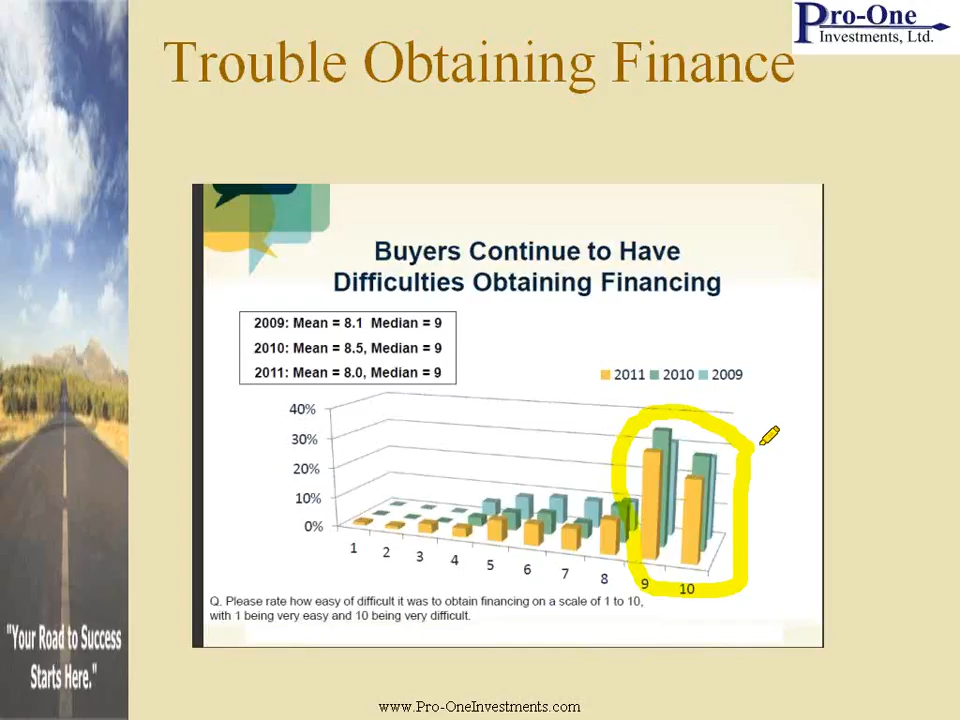 Pro-One
Investments, Ltd.
Trouble Obtaining Finance
Buyers Continue to Have
Difficulties Obtaining Financing
2009: Mean = 8.1 Median = 9
2010: Mean = 8.5, Median = 9
2011: Mean = 8.0, Median = 9
2011 2010 2009
40%
30%
20%
10%
0%
1 2 3 4 5 6 7 8 9 10
Q. Please rate how easy of difficult it was to obtain financing on a scale of 1 to 10,
with 1 being very easy and 10 being very difficult.
"Your Road to Success
Starts Here."
www.Pro-OneInvestments.com